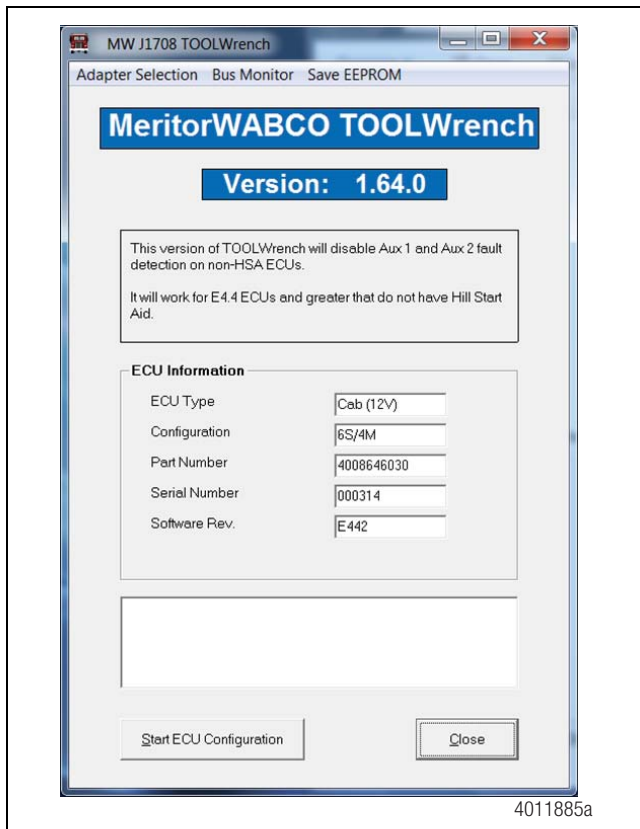 MW J1708 TOOLWrench
Adapter Selection Bus Monitor Save EEPROM
MeritorWABCO TOOLWrench
Version: 1.64.0
This version of TOOLWrench will disable Aux 1 and Aux 2 fault
detection on non-HSA ECUs.
It will work for E4.4 ECUs and greater that do not have Hill Start
Aid.
ECU Information
ECU Type Cab (12V)
Configuration 6S/4M
Part Number 4008646030
Serial Number 000314
Software Rev. E442
Start ECU Configuration Close
4011885a